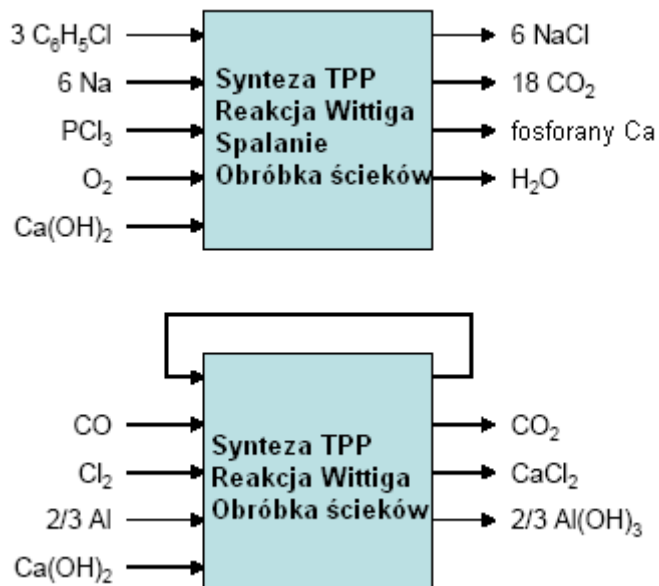 3 C₆H₅Cl
6 Na
PCl₃
O₂
Ca(OH)₂
Synteza TPP
Reakcja Wittiga
Spalanie
Obróbka ścieków
6 NaCl
18 CO₂
fosforany Ca
H₂O
CO
Cl₂
2/3 Al
Ca(OH)₂
Synteza TPP
Reakcja Wittiga
Obróbka ścieków
CO₂
CaCl₂
2/3 Al(OH)₃